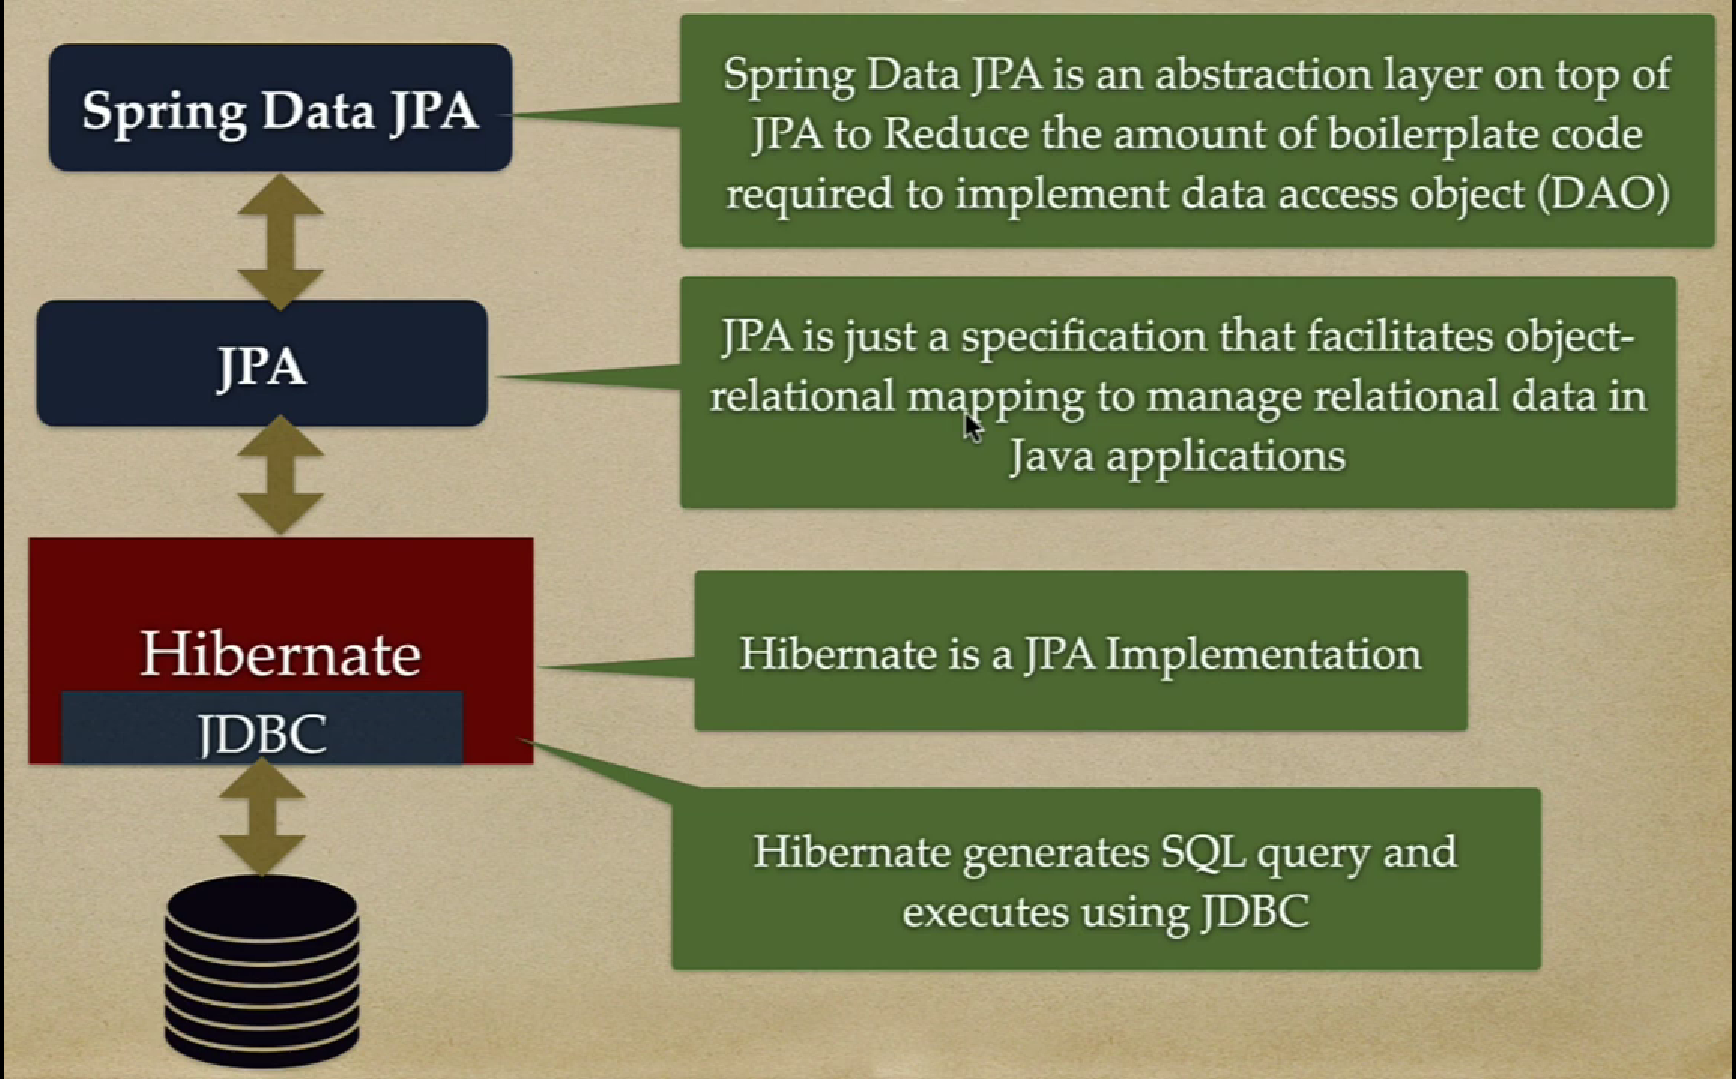 Spring Data JPA
Spring Data JPA is an abstraction layer on top of
JPA to Reduce the amount of boilerplate code
required to implement data access object (DAO)
JPA
JPA is just a specification that facilitates object-
relational mapping to manage relational data in
Java applications
Hibernate
JDBC
Hibernate is a JPA Implementation
Hibernate generates SQL query and
executes using JDBC